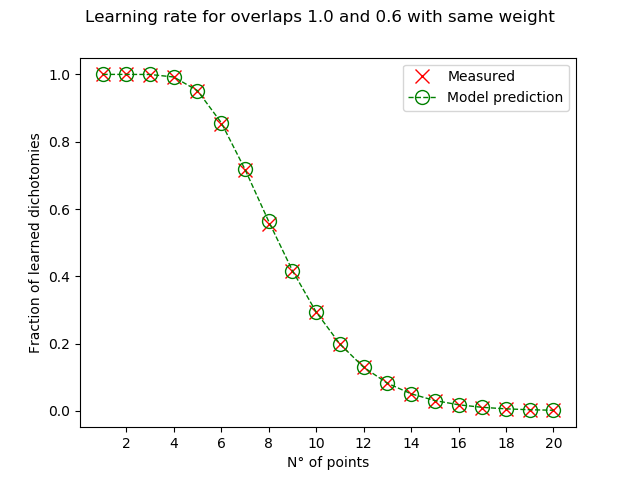 Learning rate for overlaps 1.0 and 0.6 with same weight
Measured
Model prediction
Fraction of learned dichotomies
1.0
0.8
0.6
0.4
0.2
0.0
2 4 6 8 10 12 14 16 18 20
N° of points